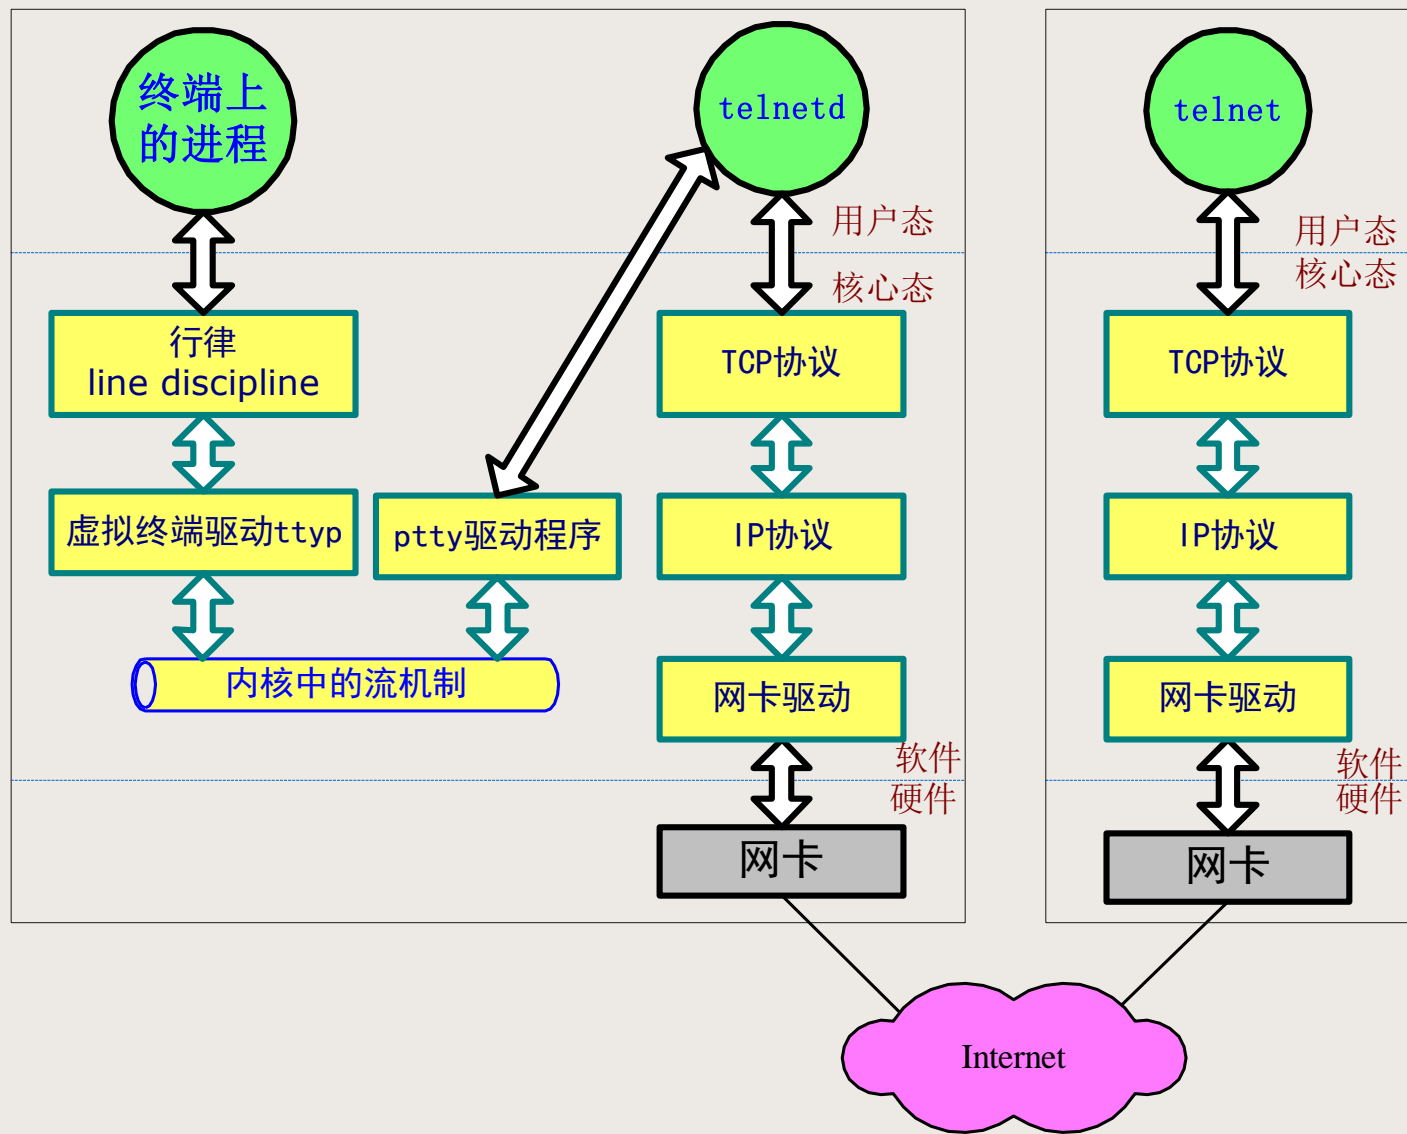 终端上
的进程
telnetd
telnet
用户态
核心态
用户态
核心态
行律
line discipline
TCP协议
TCP协议
虚拟终端驱动ttyp
ptty驱动程序
IP协议
IP协议
内核中的流机制
网卡驱动
网卡驱动
软件
硬件
软件
硬件
网卡
网卡
Internet